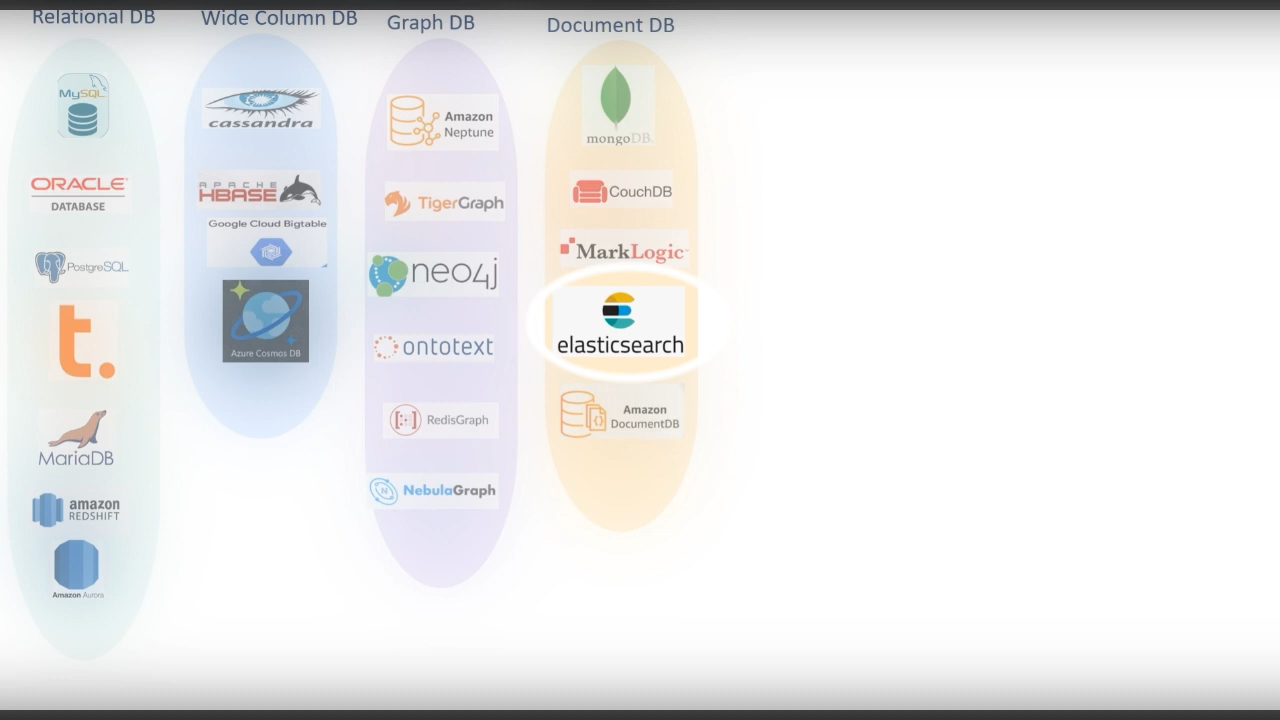 Relational DB
Wide Column DB
Graph DB
Document DB
MySQL
ORACLE
DATABASE
PostgreSQL
t.
MariaDB
amazon
REDSHIFT
Amazon Aurora
cassandra
APACHE
HBASE
Google Cloud Bigtable
Azure Cosmos DB
Amazon
Neptune
TigerGraph
neo4j
ontotext
RedisGraph
N
NebulaGraph
mongoDB
CouchDB
MarkLogic
elasticsearch
Amazon
DocumentDB